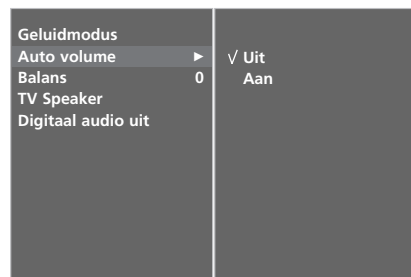 Geluidmodus
Auto volume ►
Balans 0
TV Speaker
Digitaal audio uit
√ Uit
Aan